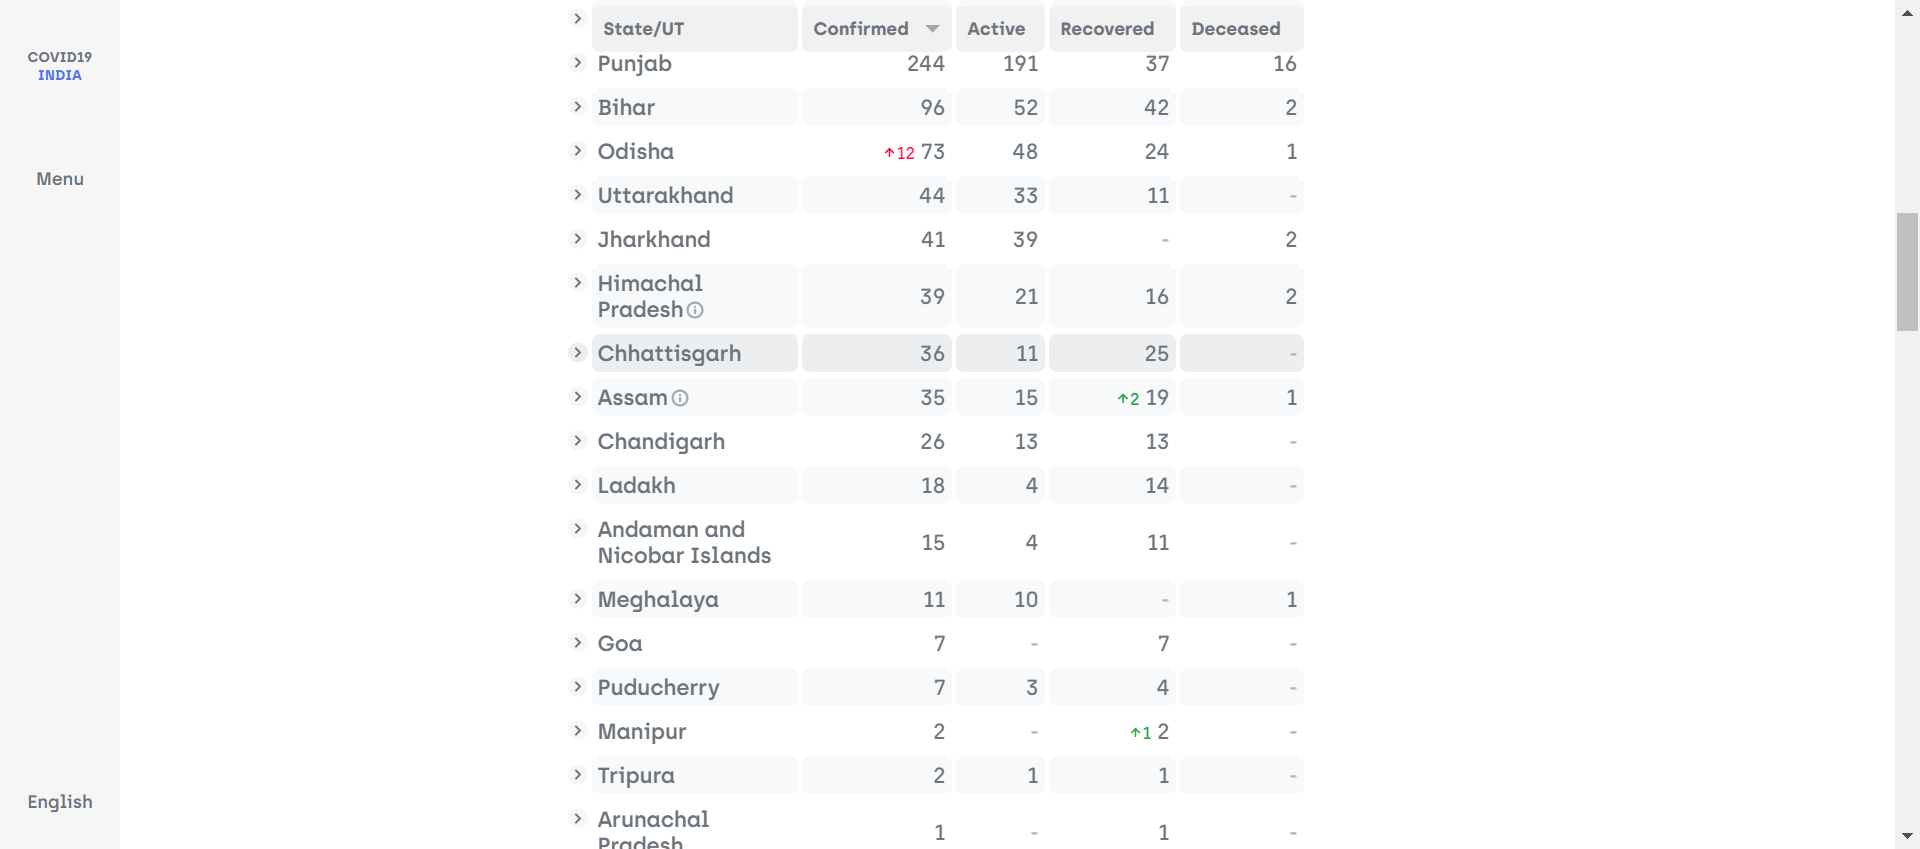 COVID19
INDIA
Menu
English
State/UT Confirmed Active Recovered Deceased
Punjab 244 191 37 16
Bihar 96 52 42 2
Odisha ↑12 73 48 24 1
Uttarakhand 44 33 11 -
Jharkhand 41 39 - 2
Himachal
Pradesh 39 21 16 2
Chhattisgarh 36 11 25 -
Assam 35 15 ↑2 19 1
Chandigarh 26 13 13 -
Ladakh 18 4 14 -
Andaman and
Nicobar Islands 15 4 11 -
Meghalaya 11 10 - 1
Goa 7 - 7 -
Puducherry 7 3 4 -
Manipur 2 - ↑1 2 -
Tripura 2 1 1 -
Arunachal
Pradesh 1 - 1 -